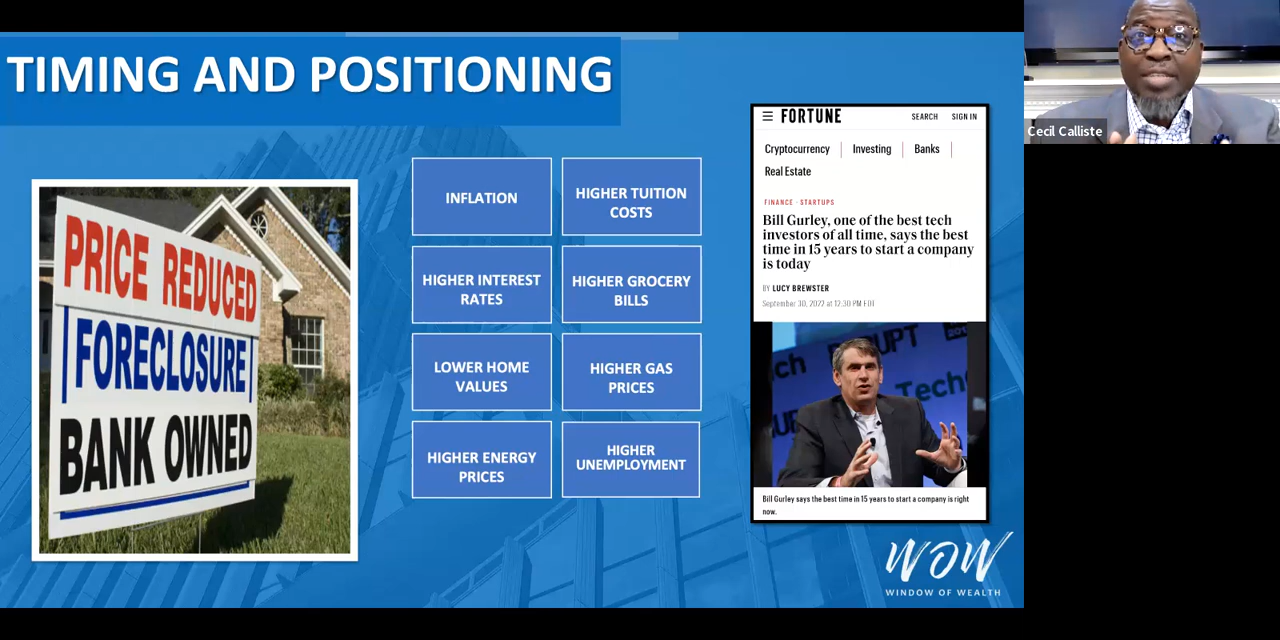 TIMING AND POSITIONING
PRICE REDUCED
FORECLOSURE
BANK OWNED
INFLATION
HIGHER TUITION
COSTS
HIGHER INTEREST
RATES
HIGHER GROCERY
BILLS
LOWER HOME
VALUES
HIGHER GAS
PRICES
HIGHER ENERGY
PRICES
HIGHER
UNEMPLOYMENT
FORTUNE SEARCH SIGN IN
Cryptocurrency Investing Banks
Real Estate
FINANCE · STARTUPS
Bill Gurley, one of the best tech
investors of all time, says the best
time in 15 years to start a company
is today
BY LUCY BREWSTER
September 30, 2022 at 12:30 PM EDT
Bill Gurley says the best time in 15 years to start a company is right
now.
WOW
WINDOW OF WEALTH
Cecil Calliste